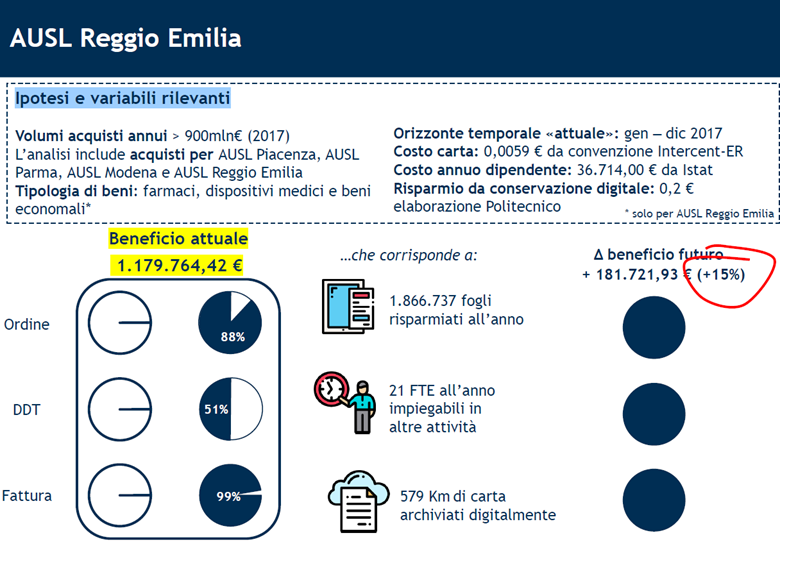 AUSL Reggio Emilia
Ipotesi e variabili rilevanti
Volumi acquisti annui > 900mln€ (2017)
L'analisi include acquisti per AUSL Piacenza, AUSL
Parma, AUSL Modena e AUSL Reggio Emilia
Tipologia di beni: farmaci, dispositivi medici e beni
economali*
Orizzonte temporale «attuale»: gen – dic 2017
Costo carta: 0,0059 € da convenzione Intercent-ER
Costo annuo dipendente: 36.714,00 € da Istat
Risparmio da conservazione digitale: 0,2 €
elaborazione Politecnico
* solo per AUSL Reggio Emilia
Beneficio attuale
1.179.764,42 €
…che corrisponde a:
Δ beneficio futuro
+ 181.721,93 € (+15%)
Ordine
88%
1.866.737 fogli
risparmiati all'anno
DDT
51%
21 FTE all'anno
impiegabili in
altre attività
Fattura
99%
579 Km di carta
archiviati digitalmente